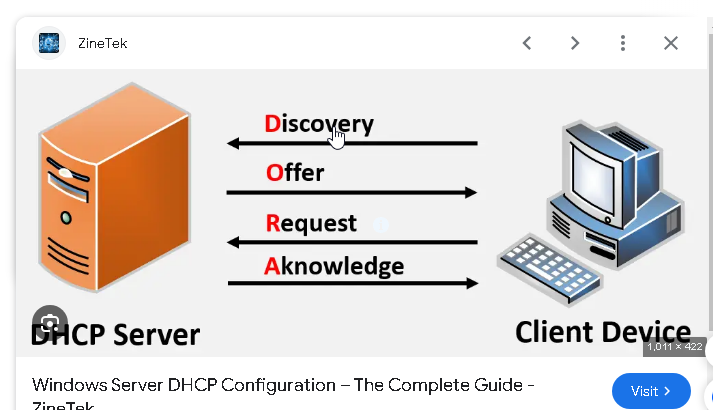 ZineTek
Discovery
Offer
Request
Aknowledge
DHCP Server
Client Device
1,011 × 422
Windows Server DHCP Configuration – The Complete Guide -
ZineTek
Visit